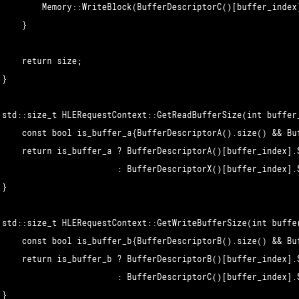 Memory::WriteBlock(BufferDescriptorC()[buffer_index
}
return size;
}
std::size_t HLERequestContext::GetReadBufferSize(int buffer_
const bool is_buffer_a{BufferDescriptorA().size() && Buf
return is_buffer_a ? BufferDescriptorA()[buffer_index].S
: BufferDescriptorX()[buffer_index].S
}
std::size_t HLERequestContext::GetWriteBufferSize(int buffer
const bool is_buffer_b{BufferDescriptorB().size() && Buf
return is_buffer_b ? BufferDescriptorB()[buffer_index].S
: BufferDescriptorC()[buffer_index].S
}